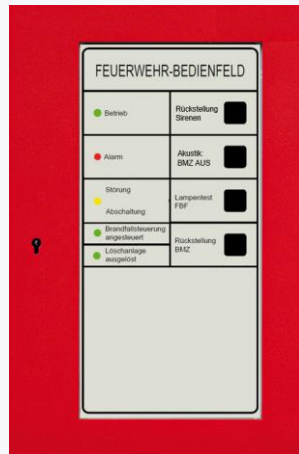 FEUERWEHR-BEDIENFELD
Betrieb
Rückstellung
Sirenen
Alarm
Akustik
BMZ AUS
Störung
Abschaltung
Lampentest
FBF
Brandfallsteuerung
angesteuert
Löschanlage
ausgelöst
Rückstellung
BMZ